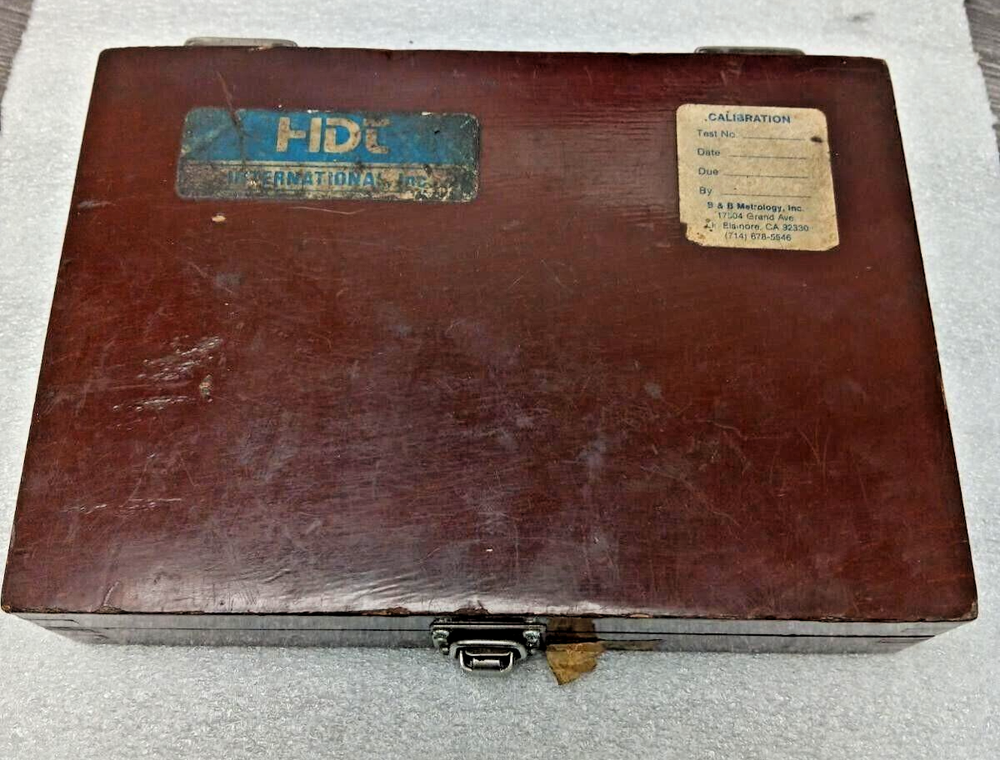 HDT
INTERNATIONAL, Inc.
CALIBRATION
Test No.
Date
Due
By
B & B Metrology, Inc.
17504 Grand Ave
Elsinore, CA 92330
(714) 678-5946